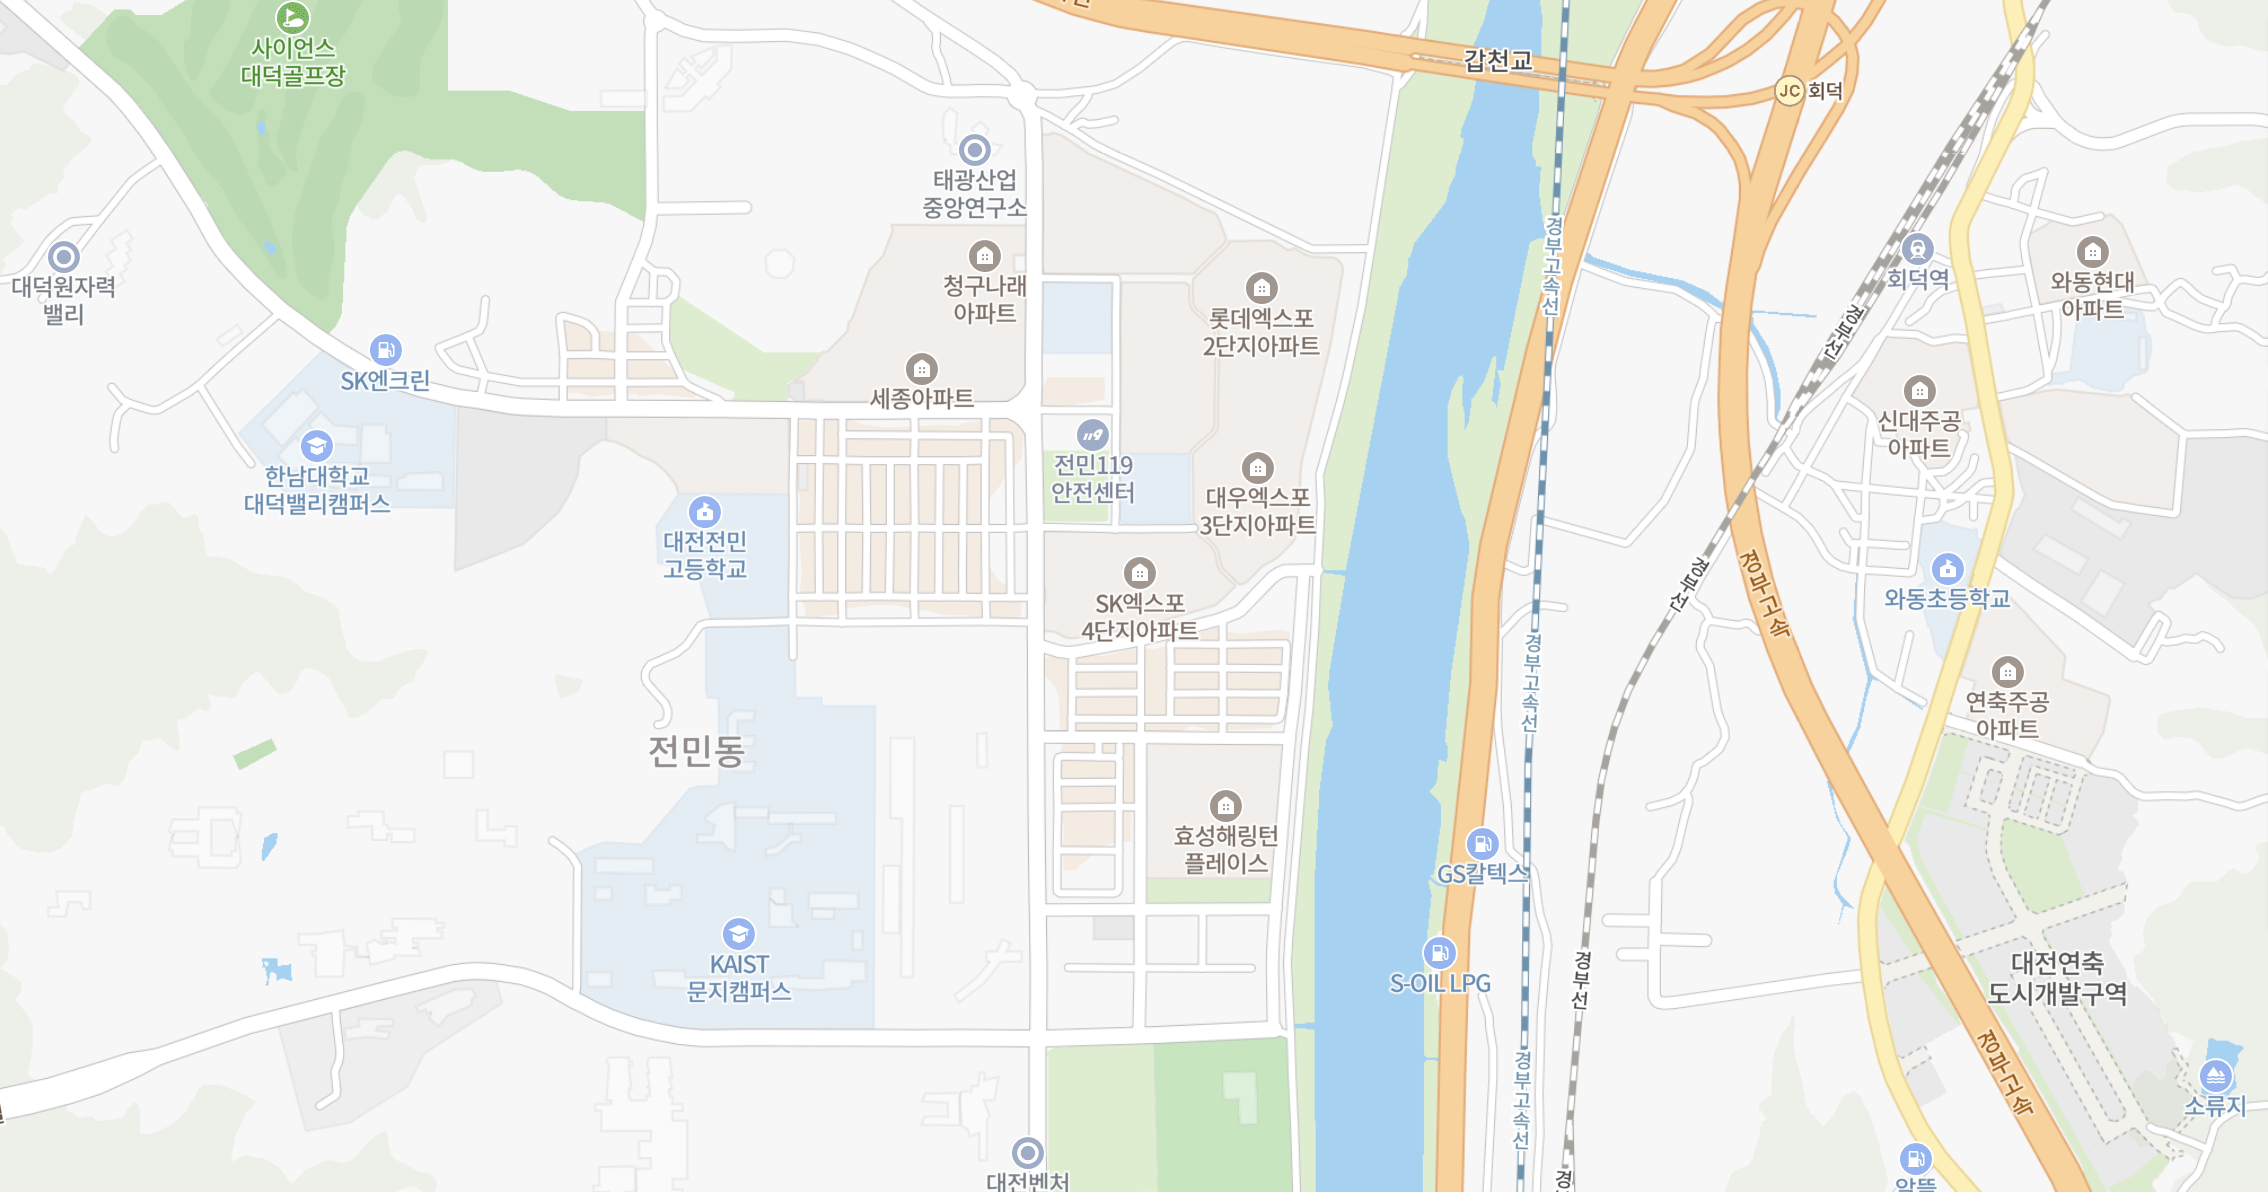 사이언스
대덕골프장
갑천교
JC 회덕
태광산업
중앙연구소
대덕원자력
밸리
청구나래
아파트
롯데엑스포
2단지아파트
경부고속선
회덕역
와동현대
아파트
경부선
SK엔크린
세종아파트
신대주공
아파트
한남대학교
대덕밸리캠퍼스
119
전민119
안전센터
대우엑스포
3단지아파트
대전전민
고등학교
SK엑스포
4단지아파트
경부선
경부고속
와동초등학교
경부고속선
연축주공
아파트
전민동
효성해링턴
플레이스
GS칼텍스
KAIST
문지캠퍼스
S-OIL LPG
경부선
대전연축
도시개발구역
경부고속
경부고속선
소류지
대전벤처
알뜰